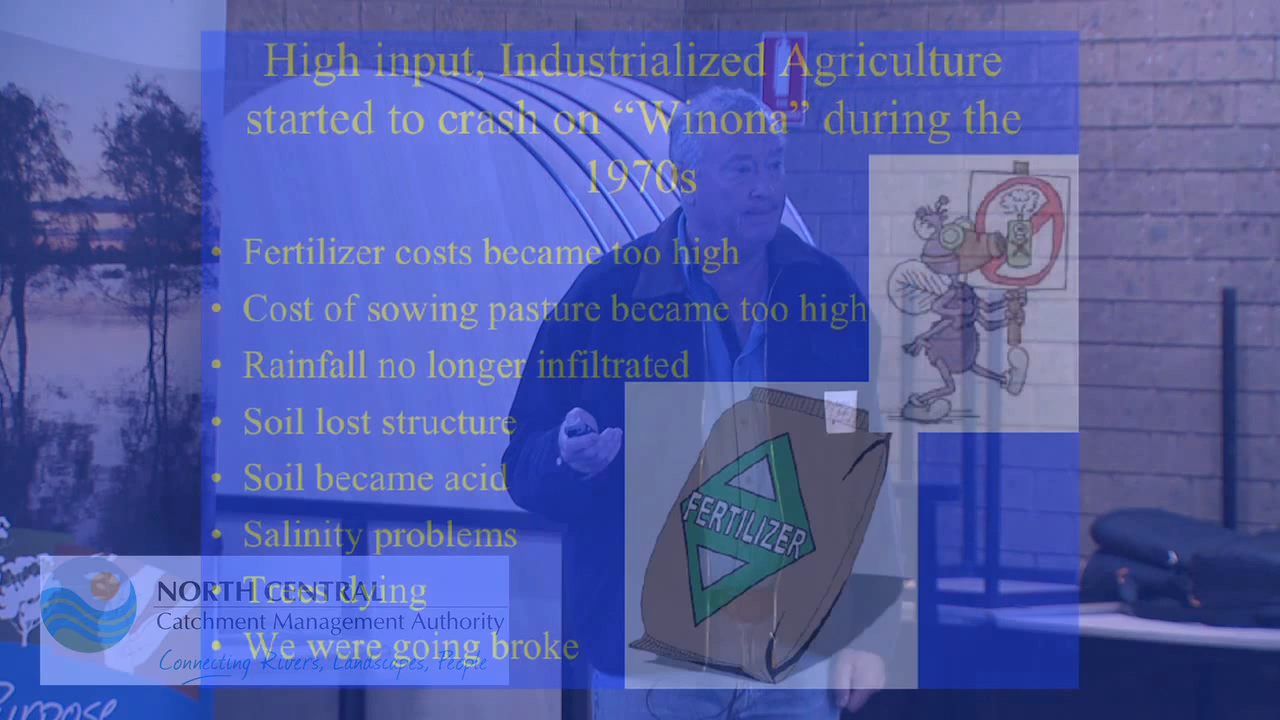 High input, Industrialized Agriculture
started to crash on “Winona” during the
1970s
• Fertilizer costs became too high
• Cost of sowing pasture became too high
• Rainfall no longer infiltrated
• Soil lost structure
• Soil became acid
• Salinity problems
• Trees dying
• We were going broke
FERTILIZER
NORTH CENTRAL
Catchment Management Authority
Connecting Rivers, Landscapes, People
Purpose